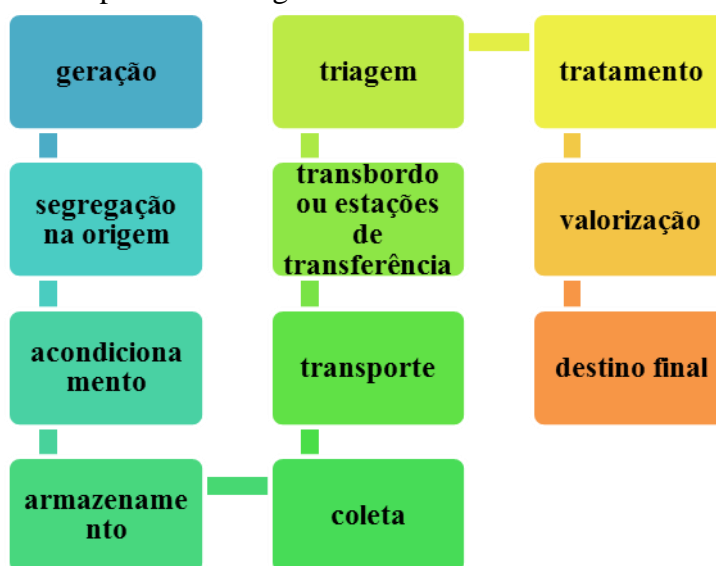 geração
segregação
na origem
acondiciona
mento
armazename
nto
coleta
transporte
transbordo
ou estações
de
transferência
triagem
tratamento
valorização
destino final